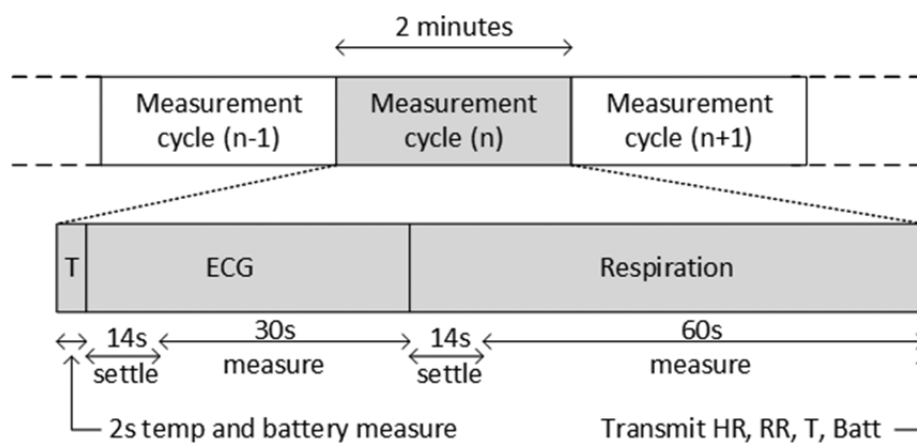 2 minutes
Measurement
cycle (n-1)
Measurement
cycle (n)
Measurement
cycle (n+1)
T
ECG
Respiration
14s
settle
30s
measure
14s
settle
60s
measure
2s temp and battery measure
Transmit HR, RR, T, Batt